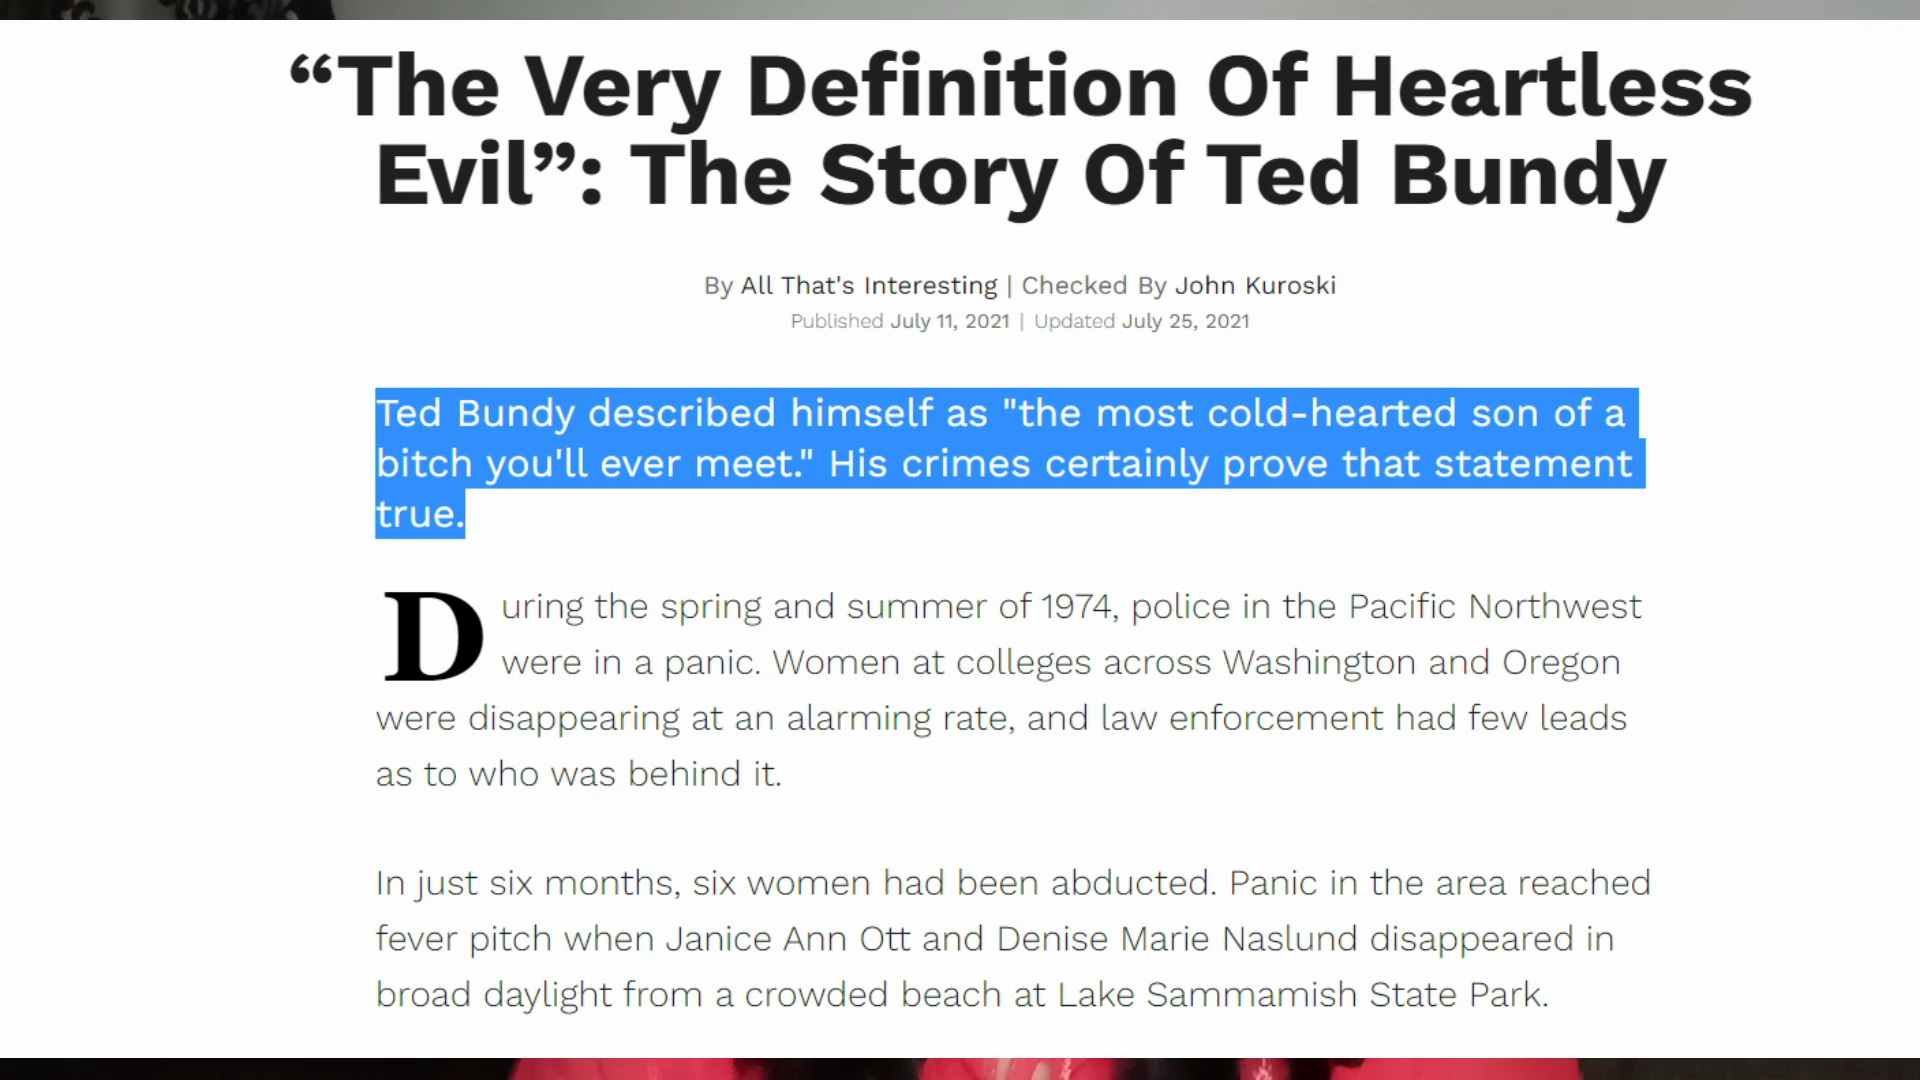 “The Very Definition Of Heartless
Evil”: The Story Of Ted Bundy
By All That's Interesting | Checked By John Kuroski
Published July 11, 2021 | Updated July 25, 2021
Ted Bundy described himself as "the most cold-hearted son of a
bitch you'll ever meet." His crimes certainly prove that statement
true.
During the spring and summer of 1974, police in the Pacific Northwest
were in a panic. Women at colleges across Washington and Oregon
were disappearing at an alarming rate, and law enforcement had few leads
as to who was behind it.
In just six months, six women had been abducted. Panic in the area reached
fever pitch when Janice Ann Ott and Denise Marie Naslund disappeared in
broad daylight from a crowded beach at Lake Sammamish State Park.